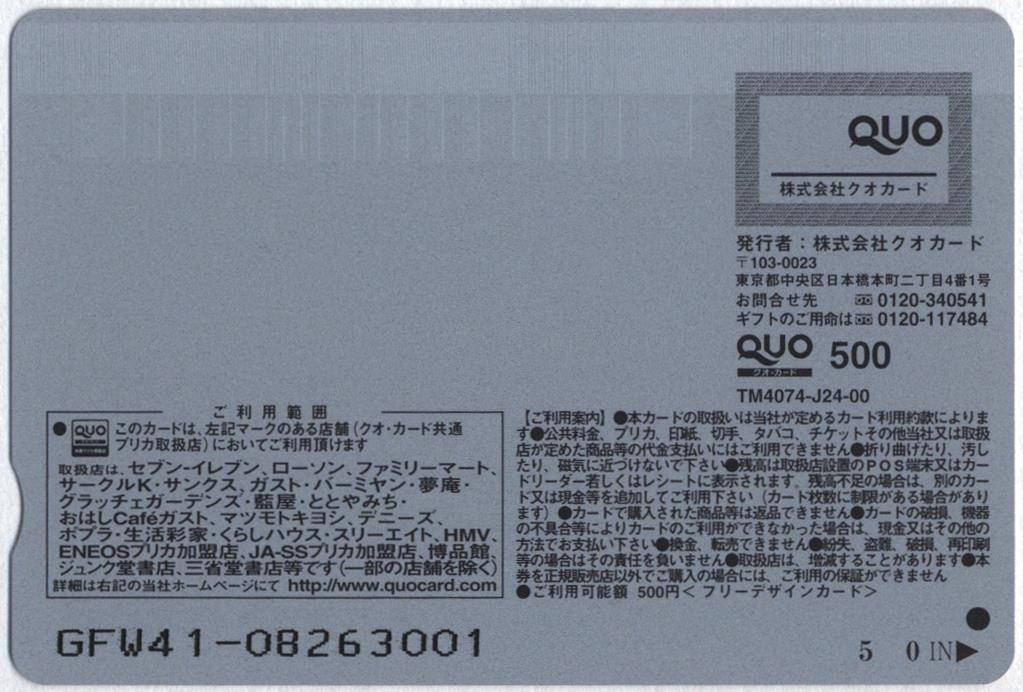 QUO
株式会社クオカード
発行者：株式会社クオカード
〒103-0023
東京都中央区日本橋本町二丁目4番1号
お問合せ先 0120-340541
ギフトのご用命は 0120-117484
QUO 500
クオ・カード
TM4074-J24-00
ご利用範囲
●QUO このカードは、左記マークのある店舗（クオ・カード共通
プリカ取扱店）においてご利用頂けます
取扱店は、セブン-イレブン、ローソン、ファミリーマート、
サークルK・サンクス、ガスト・バーミヤン・夢庵・
グラッチェガーデンズ・藍屋・ととやみち・
おはしCaféガスト、マツモトキヨシ、デニーズ、
ポプラ・生活彩家・くらしハウス・スリーエイト、HMV、
ENEOSプリカ加盟店、JA-SSプリカ加盟店、博品館、
ジュンク堂書店、三省堂書店等です（一部の店舗を除く）
詳細は右記の当社ホームページにて http://www.quocard.com
【ご利用案内】●本カードの取扱いは当社が定めるカード利用約款によりま
す●公共料金、プリカ、印紙、切手、タバコ、チケットその他当社又は取扱
店が定めた商品等の代金支払いにはご利用できません●折り曲げたり、汚し
たり、磁気に近づけないで下さい●残高は取扱店設置のPOS端末又はカー
ドリーダー若しくはレシートに表示されます。残高不足の場合は、別のカー
ド又は現金等を追加してご利用下さい（カード枚数に制限がある場合があり
ます）●カードで購入された商品等は返品できません●カードの破損、機器
の不具合等によりカードのご利用ができなかった場合は、現金又はその他の
方法でお支払い下さい●換金、転売できません●紛失、盗難、破損、再印刷
等の場合はその責任を負いません●取扱店は、増減することがあります●本
券を正規販売店以外でご購入の場合には、ご利用の保証ができません
●ご利用可能額 500円＜フリーデザインカード＞
GFW41-08263001
5 0 IN▶